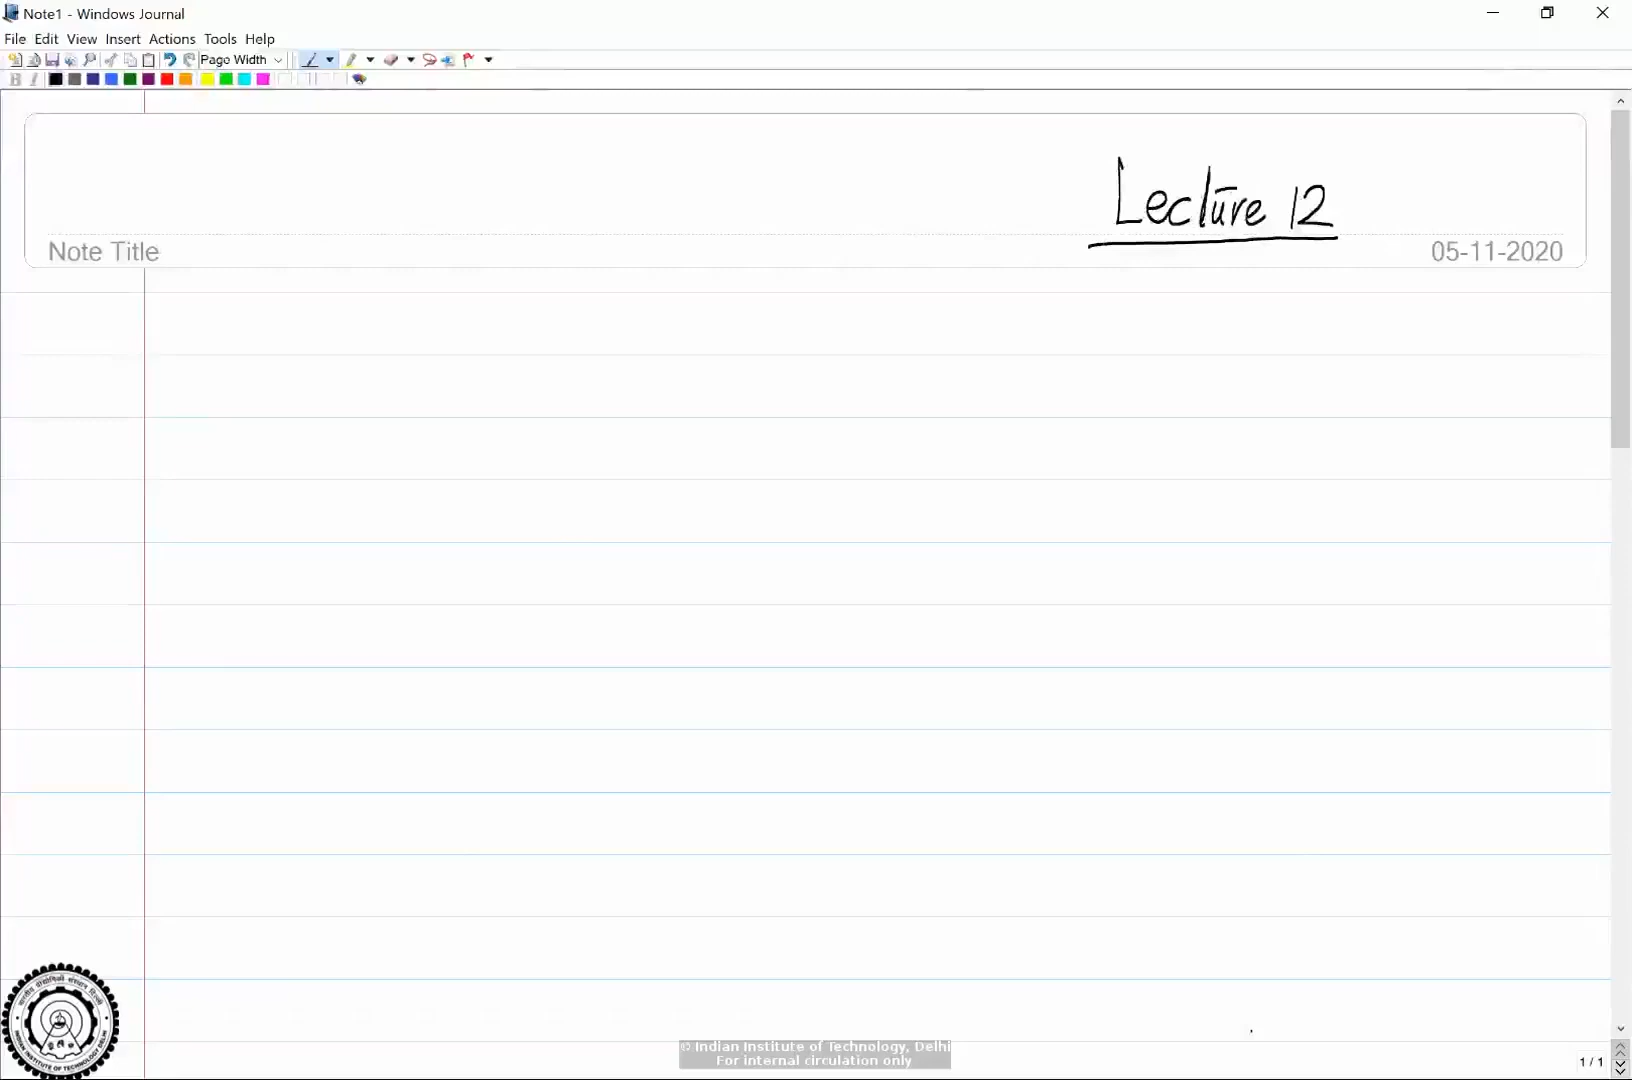 Note1 - Windows Journal
File Edit View Insert Actions Tools Help
Page Width
B I
Lecture 12
Note Title
05-11-2020
© Indian Institute of Technology, Delhi
For internal circulation only
1 / 1